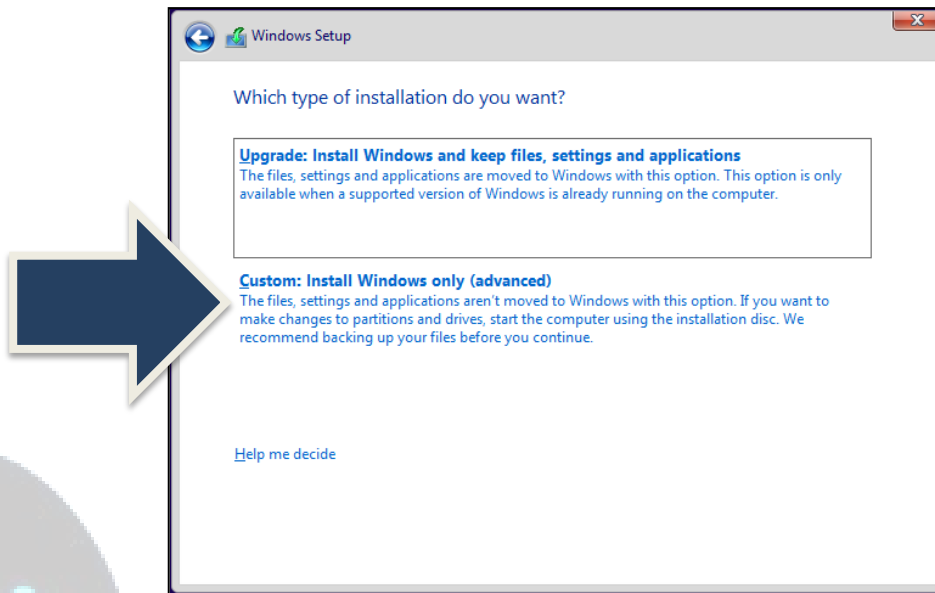 Windows Setup
Which type of installation do you want?
Upgrade: Install Windows and keep files, settings and applications
The files, settings and applications are moved to Windows with this option. This option is only
available when a supported version of Windows is already running on the computer.
Custom: Install Windows only (advanced)
The files, settings and applications aren't moved to Windows with this option. If you want to
make changes to partitions and drives, start the computer using the installation disc. We
recommend backing up your files before you continue.
Help me decide